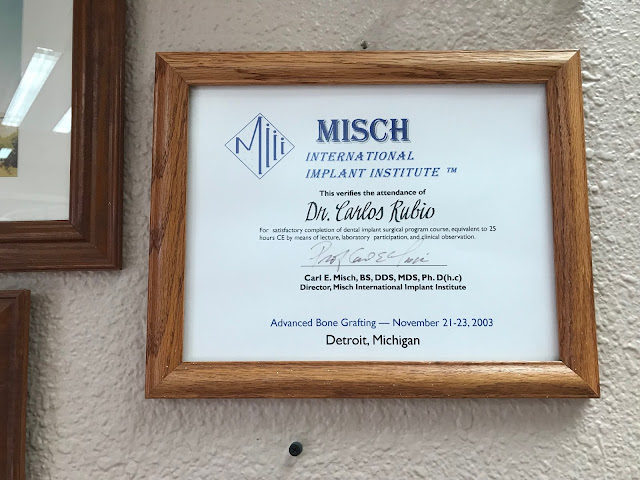 Miii
MISCH
INTERNATIONAL
IMPLANT INSTITUTE ™
This verifies the attendance of
Dr. Carlos Rubio
For satisfactory completion of dental implant surgical program course, equivalent to 25
hours CE by means of lecture, laboratory participation, and clinical observation.
Carl E. Misch, BS, DDS, MDS, Ph. D(h.c)
Director, Misch International Implant Institute
Advanced Bone Grafting — November 21-23, 2003
Detroit, Michigan